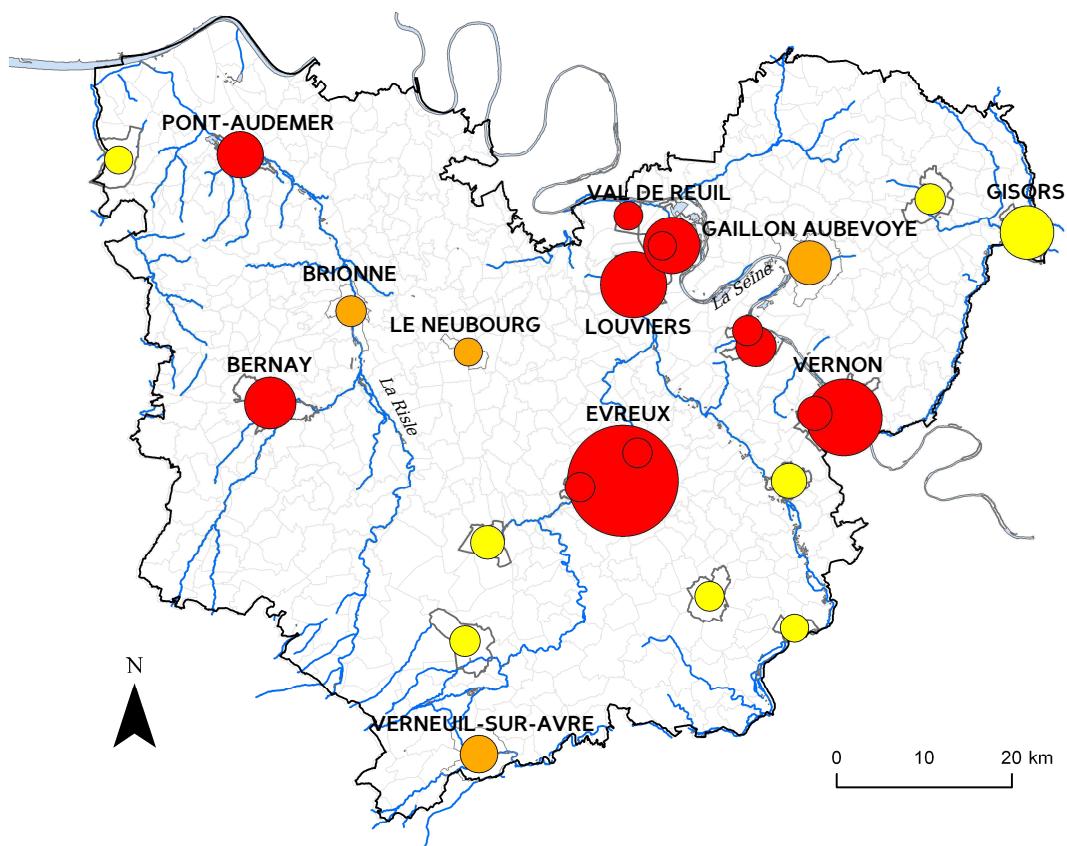 PONT-AUDEMER
VAL DE REUIL
GISORS
GAILLON AUBEVOYE
BRIONNE
La Seine
LE NEUBOURG
LOUVIERS
BERNAY
VERNON
La Risle
EVREUX
N
VERNEUIL-SUR-AVRE
0 10 20 km